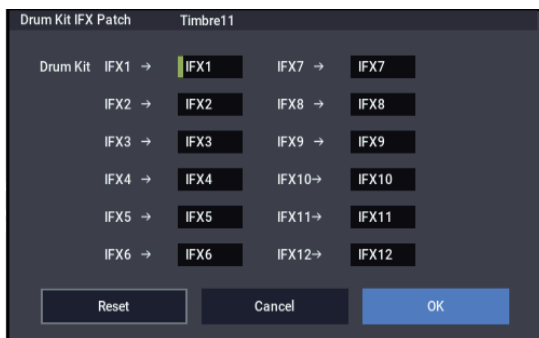 Drum Kit IFX Patch Timbre11
Drum Kit IFX1 → IFX1 IFX7 → IFX7
IFX2 → IFX2 IFX8 → IFX8
IFX3 → IFX3 IFX9 → IFX9
IFX4 → IFX4 IFX10→ IFX10
IFX5 → IFX5 IFX11→ IFX11
IFX6 → IFX6 IFX12→ IFX12
Reset Cancel OK